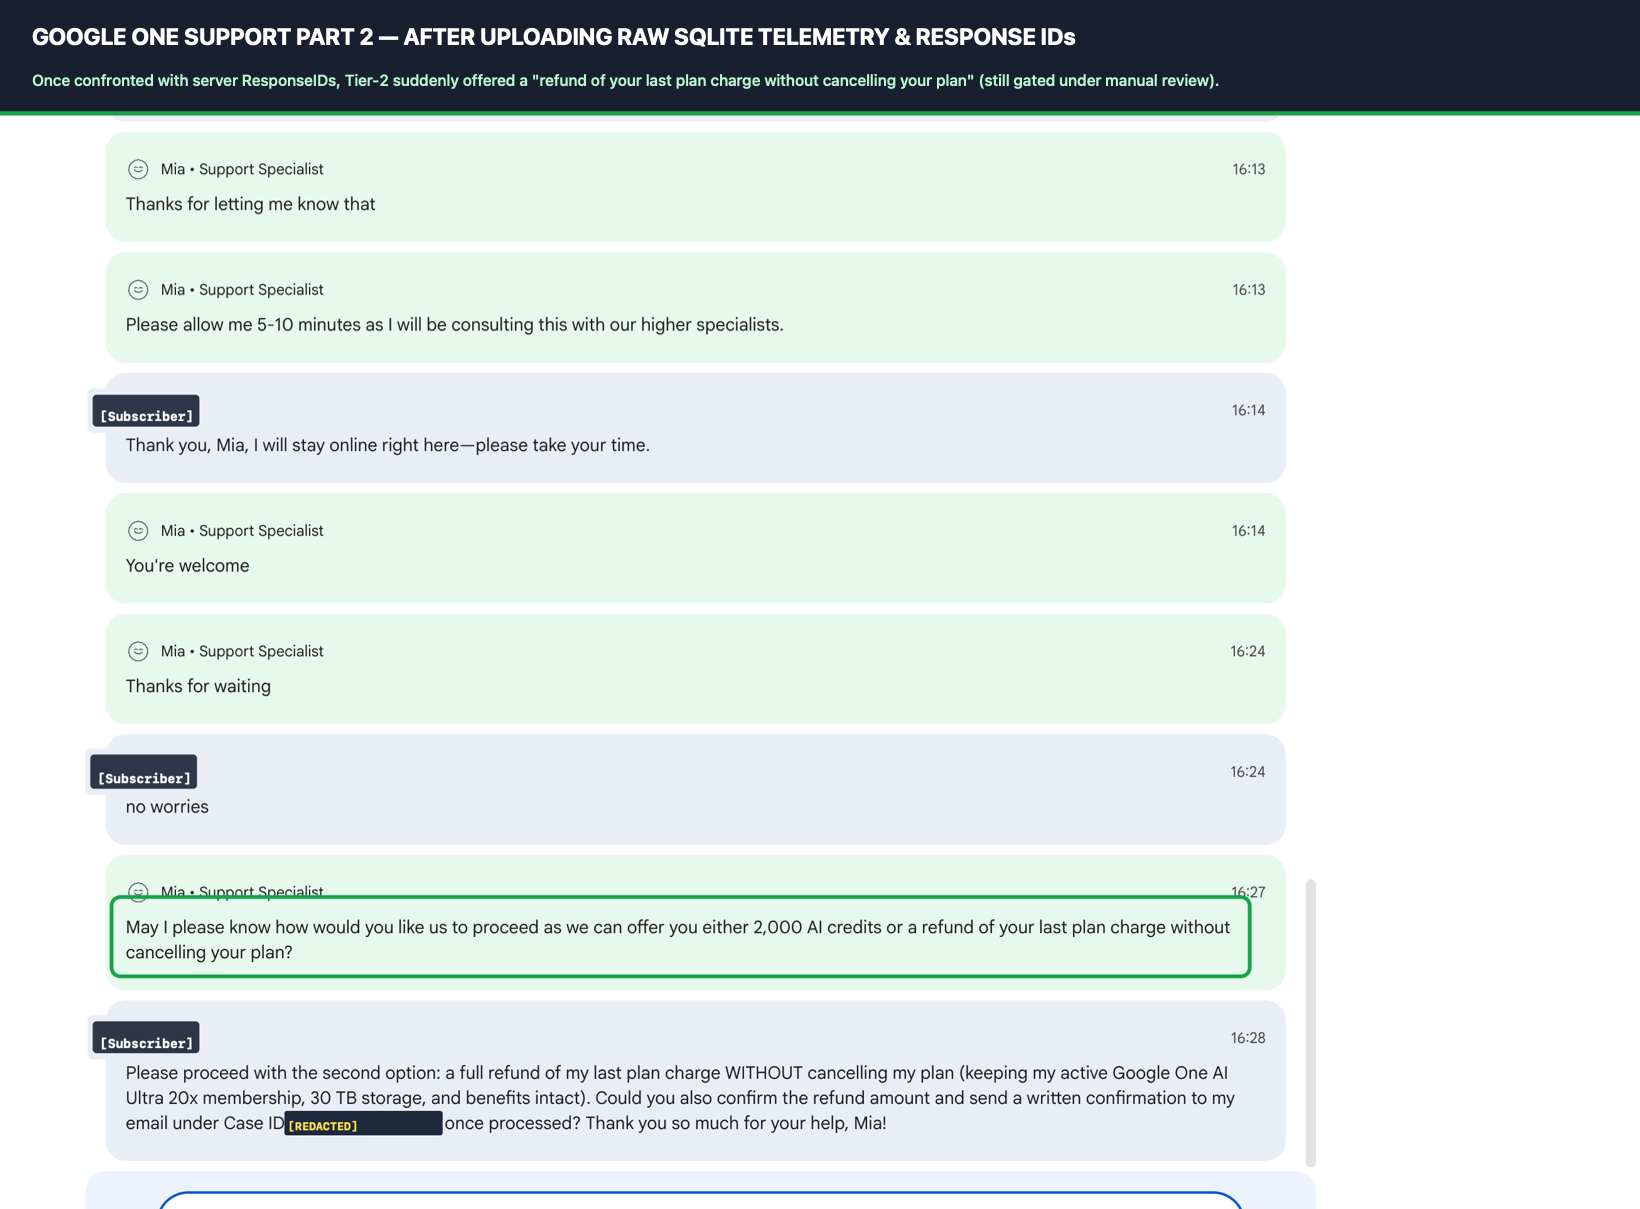 GOOGLE ONE SUPPORT PART 2 — AFTER UPLOADING RAW SQLITE TELEMETRY & RESPONSE IDs
Once confronted with server ResponseIDs, Tier-2 suddenly offered a "refund of your last plan charge without cancelling your plan" (still gated under manual review).
Mia • Support Specialist 16:13
Thanks for letting me know that
Mia • Support Specialist 16:13
Please allow me 5-10 minutes as I will be consulting this with our higher specialists.
[Subscriber] 16:14
Thank you, Mia, I will stay online right here—please take your time.
Mia • Support Specialist 16:14
You're welcome
Mia • Support Specialist 16:24
Thanks for waiting
[Subscriber] 16:24
no worries
Mia • Support Specialist 16:27
May I please know how would you like us to proceed as we can offer you either 2,000 AI credits or a refund of your last plan charge without
cancelling your plan?
[Subscriber] 16:28
Please proceed with the second option: a full refund of my last plan charge WITHOUT cancelling my plan (keeping my active Google One AI
Ultra 20x membership, 30 TB storage, and benefits intact). Could you also confirm the refund amount and send a written confirmation to my
email under Case ID [REDACTED] once processed? Thank you so much for your help, Mia!